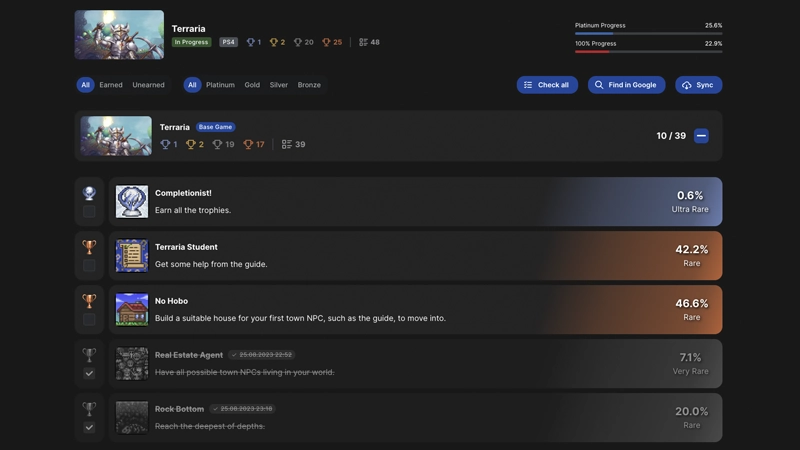 Terraria
In Progress PS4 1 2 20 25 48
Platinum Progress 25.6%
100% Progress 22.9%
All Earned Unearned All Platinum Gold Silver Bronze Check all Find in Google Sync
Terraria Base Game
1 2 19 17 39
10 / 39
Completionist!
Earn all the trophies.
0.6%
Ultra Rare
Terraria Student
Get some help from the guide.
42.2%
Rare
No Hobo
Build a suitable house for your first town NPC, such as the guide, to move into.
46.6%
Rare
Real Estate Agent 25.08.2023 22:52
Have all possible town NPCs living in your world.
7.1%
Very Rare
Rock Bottom 25.08.2023 23:16
Reach the deepest of depths.
20.0%
Rare